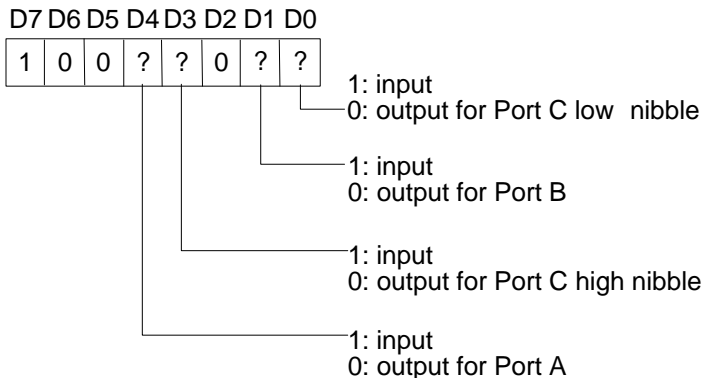 D7 D6 D5 D4 D3 D2 D1 D0
1 0 0 ? ? 0 ? ?
1: input
0: output for Port C low nibble
1: input
0: output for Port B
1: input
0: output for Port C high nibble
1: input
0: output for Port A